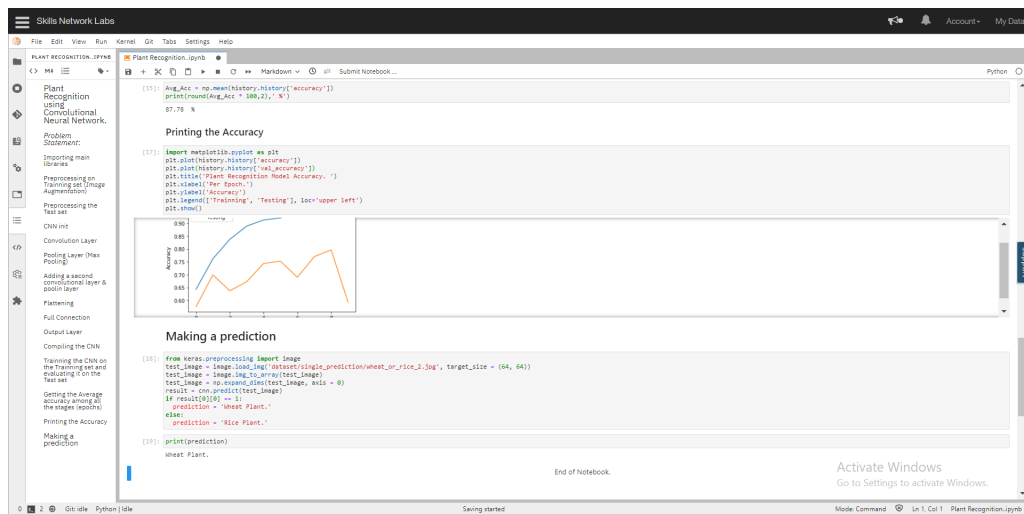 Skills Network Labs
Account
My Data
File Edit View Run Kernel Git Tabs Settings Help
PLANT RECOGNITION..IPYNB
Plant Recognition..ipynb
Markdown
Submit Notebook ...
Python
Plant
Recognition
using
Convolutional
Neural Network.
Problem
Statement:
Importing main
libraries
Preprocessing on
Trainning set (Image
Augmentation)
Preprocessing the
Test set
CNN init
Convolution Layer
Pooling Layer (Max
Pooling)
Adding a second
convolutional layer &
poolin layer
Flattening
Full Connection
Output Layer
Compiling the CNN
Trainning the CNN on
the Trainning set and
evaluating it on the
Test set
Getting the Average
accuracy among all
the stages (epochs)
Printing the Accuracy
Making a
prediction
[15]: Avg_Acc = np.mean(history.history['accuracy'])
print(round(Avg_Acc * 100,2),' %')
87.78 %
Printing the Accuracy
[17]: import matplotlib.pyplot as plt
plt.plot(history.history['accuracy'])
plt.plot(history.history['val_accuracy'])
plt.title('Plant Recognition Model Accuracy. ')
plt.xlabel('Per Epoch.')
plt.ylabel('Accuracy')
plt.legend(['Trainning', 'Testing'], loc='upper left')
plt.show()
0.90
0.85
0.80
0.75
0.70
0.65
0.60
Accuracy
Making a prediction
[18]: from keras.preprocessing import image
test_image = image.load_img('dataset/single_prediction/wheat_or_rice_2.jpg', target_size = (64, 64))
test_image = image.img_to_array(test_image)
test_image = np.expand_dims(test_image, axis = 0)
result = cnn.predict(test_image)
if result[0][0] == 1:
prediction = 'Wheat Plant.'
else:
prediction = 'Rice Plant.'
[19]: print(prediction)
Wheat Plant.
End of Notebook.
Activate Windows
Go to Settings to activate Windows.
0 2 Git: idle Python | Idle
Saving started
Mode: Command Ln 1, Col 1 Plant Recognition..ipynb